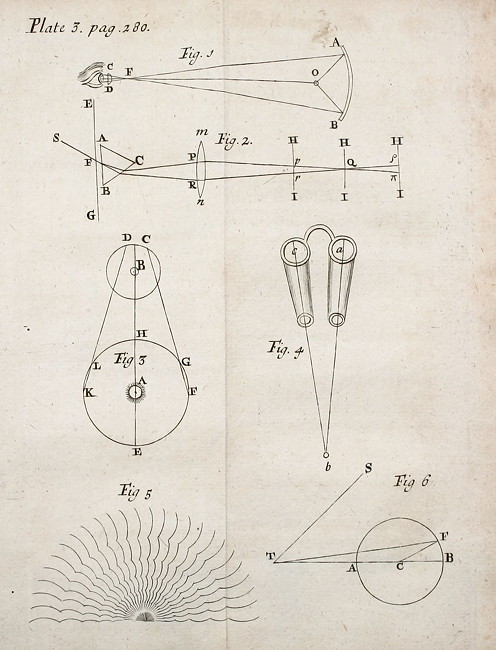 Plate 3. pag. 280.
Fig. 1
A
C
F
O
D
B
E
m
Fig. 2.
S
A
H
H
H
F
C
P
p
Q
ρ
B
R
r
π
n
I
I
I
G
D
C
B
c
a
H
Fig 3
Fig. 4
L
G
A
K
F
E
b
S
Fig 6
Fig 5
F
T
A
C
B